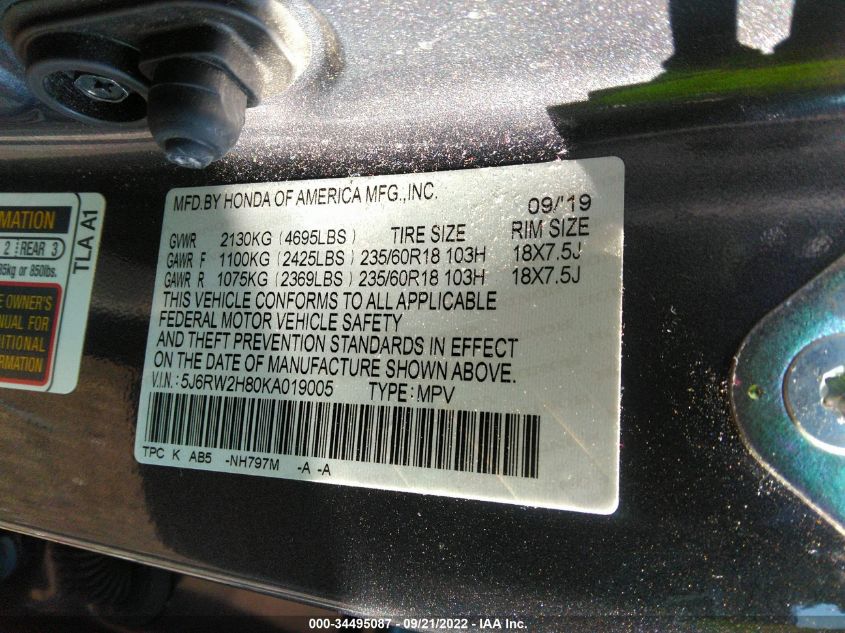 MFD.BY HONDA OF AMERICA MFG.,INC. 09/'19
GVWR 2130KG (4695LBS) TIRE SIZE RIM SIZE
GAWR F 1100KG (2425LBS) 235/60R18 103H 18X7.5J
GAWR R 1075KG (2369LBS) 235/60R18 103H 18X7.5J
THIS VEHICLE CONFORMS TO ALL APPLICABLE
FEDERAL MOTOR VEHICLE SAFETY
AND THEFT PREVENTION STANDARDS IN EFFECT
ON THE DATE OF MANUFACTURE SHOWN ABOVE.
V.I.N.: 5J6RW2H80KA019005 TYPE: MPV
TPC K AB5 -NH797M -A -A
MATION
2 REAR 3
85kg or 850lbs.
OWNER'S
FOR
TLA A1
000-34495087 - 09/21/2022 - IAA Inc.